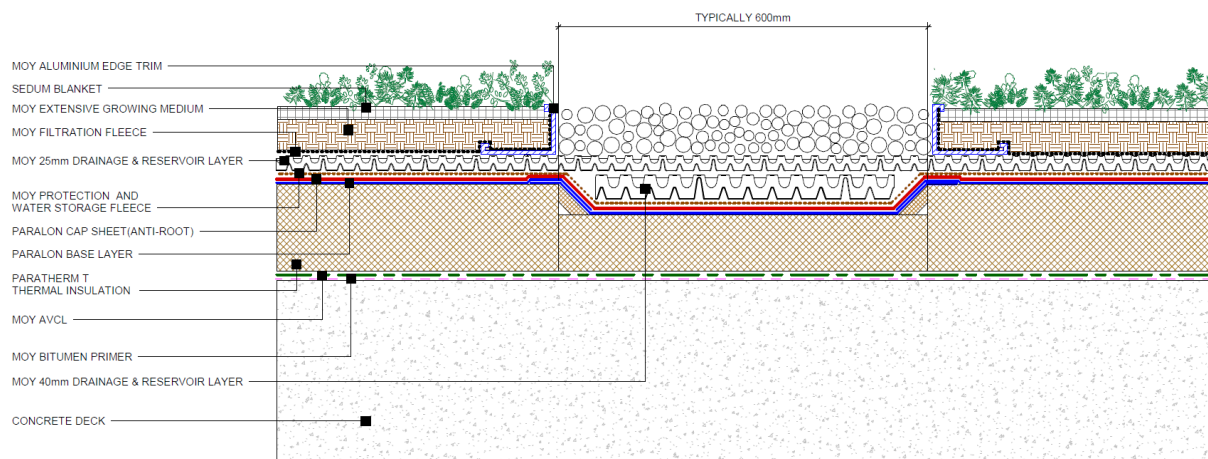 TYPICALLY 600mm
MOY ALUMINIUM EDGE TRIM
SEDUM BLANKET
MOY EXTENSIVE GROWING MEDIUM
MOY FILTRATION FLEECE
MOY 25mm DRAINAGE & RESERVOIR LAYER
MOY PROTECTION AND
WATER STORAGE FLEECE
PARALON CAP SHEET(ANTI-ROOT)
PARALON BASE LAYER
PARATHERM T
THERMAL INSULATION
MOY AVCL
MOY BITUMEN PRIMER
MOY 40mm DRAINAGE & RESERVOIR LAYER
CONCRETE DECK